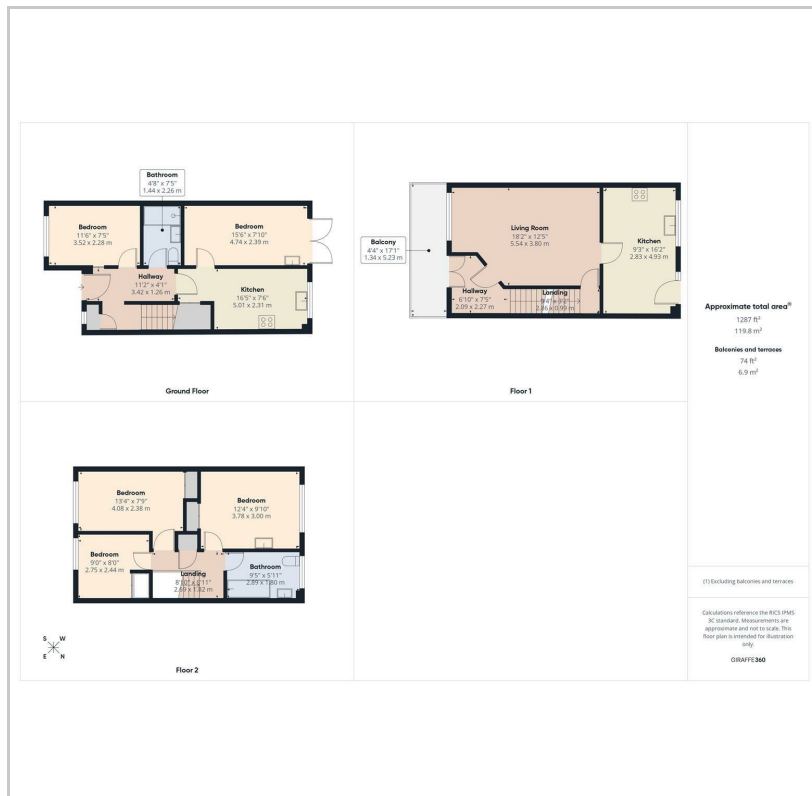 Bathroom
4'8" x 7'5"
1.44 x 2.26 m
Bedroom
11'6" x 7'5"
3.52 x 2.28 m
Bedroom
15'6" x 7'10"
4.74 x 2.39 m
Hallway
11'2" x 4'1"
3.42 x 1.26 m
Kitchen
16'5" x 7'6"
5.01 x 2.31 m
Ground Floor
Balcony
4'4" x 17'1"
1.34 x 5.23 m
Living Room
18'2" x 12'5"
5.54 x 3.80 m
Kitchen
9'3" x 16'2"
2.83 x 4.93 m
Hallway
6'10" x 7'5"
2.09 x 2.27 m
Landing
Floor 1
Approximate total area(1)
1287 ft²
119.8 m²
Balconies and terraces
74 ft²
6.9 m²
Bedroom
13'4" x 7'9"
4.08 x 2.38 m
Bedroom
12'4" x 9'10"
3.78 x 3.00 m
Bedroom
9'0" x 8'0"
2.75 x 2.44 m
Landing
Bathroom
9'5" x 5'11"
2.89 x 1.80 m
S W
E N
Floor 2
(1) Excluding balconies and terraces
Calculations reference the RICS IPMS
3C standard. Measurements are
approximate and not to scale. This
floor plan is intended for illustration
only.
GIRAFFE360